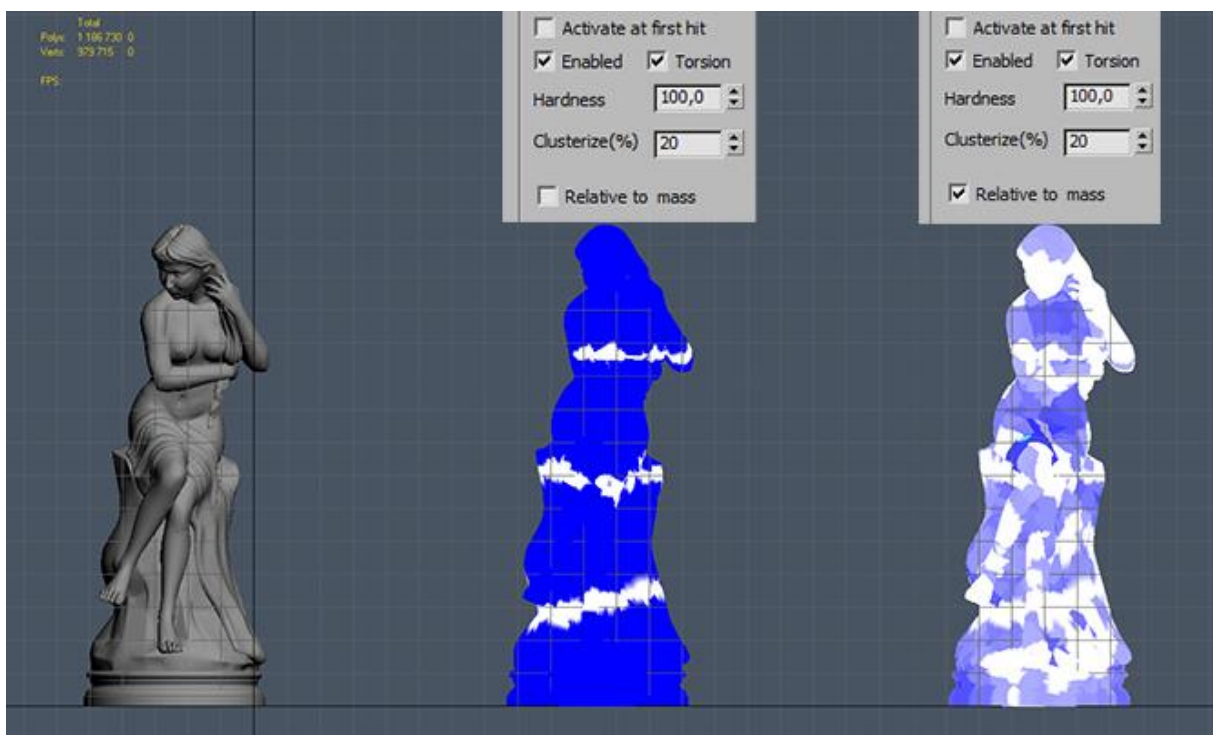 Total
Polys: 1 186 730 0
Verts: 979 715 0
FPS:
Activate at first hit
Enabled Torsion
Hardness 100,0
Clusterize(%) 20
Relative to mass
Activate at first hit
Enabled Torsion
Hardness 100,0
Clusterize(%) 20
Relative to mass